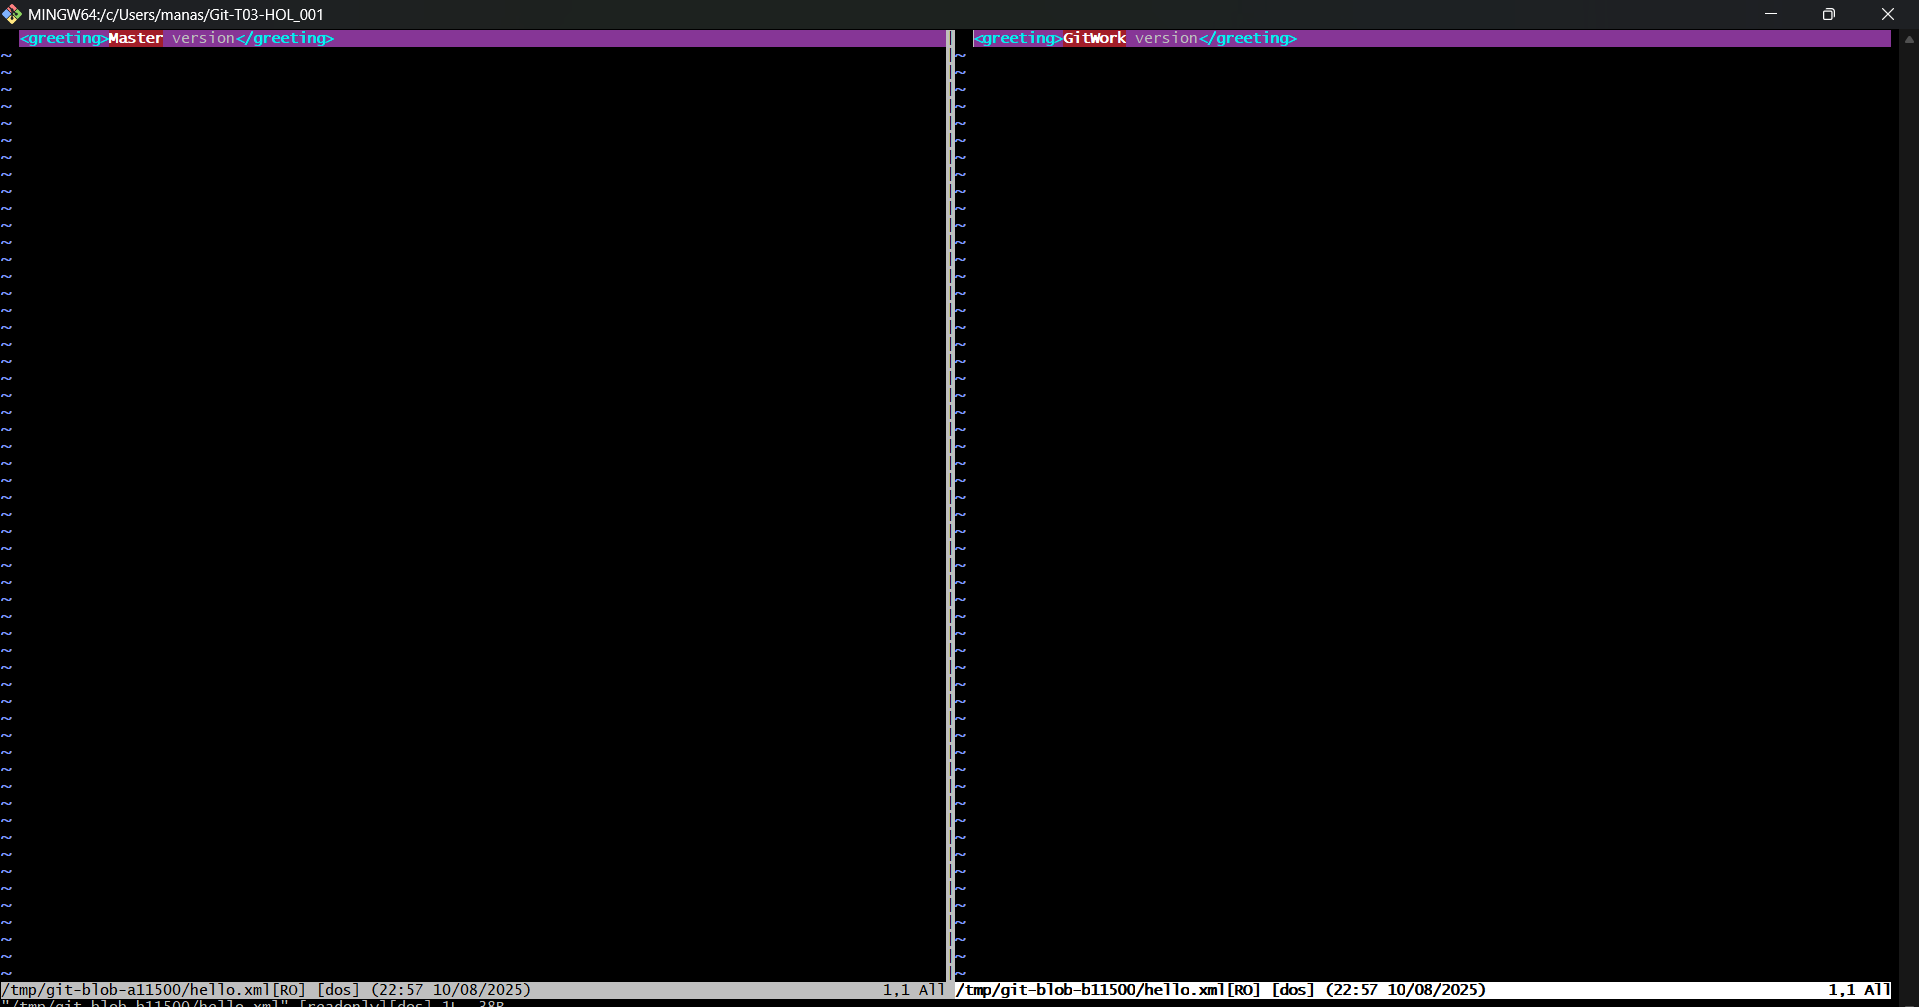 MINGW64:/c/Users/manas/Git-T03-HOL_001
<greeting>Master version</greeting>
<greeting>GitWork version</greeting>
/tmp/git-blob-a11500/hello.xml[RO] [dos] (22:57 10/08/2025) 1,1 All
/tmp/git-blob-b11500/hello.xml[RO] [dos] (22:57 10/08/2025) 1,1 All
"/tmp/git-blob-b11500/hello.xml" [readonly][dos] 1L, 38B